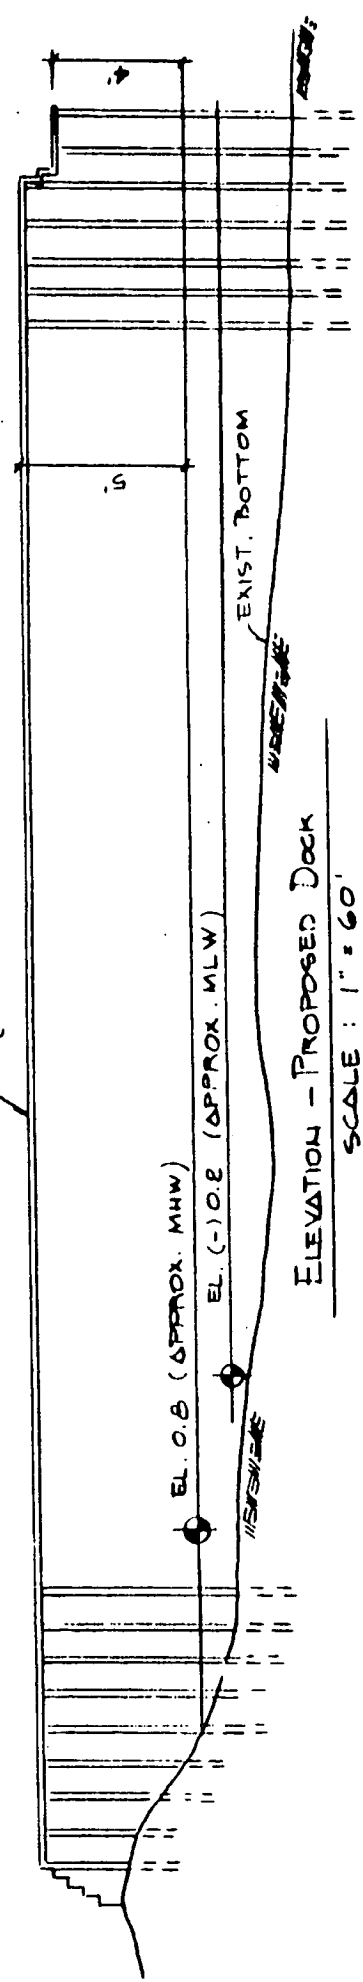 4'
5'
EXIST. BOTTOM
EL. 0.8 (APPROX. MHW)
EL. (-) 0.2 (APPROX. MLW)
ELEVATION - PROPOSED DOCK
SCALE : 1" = 60'